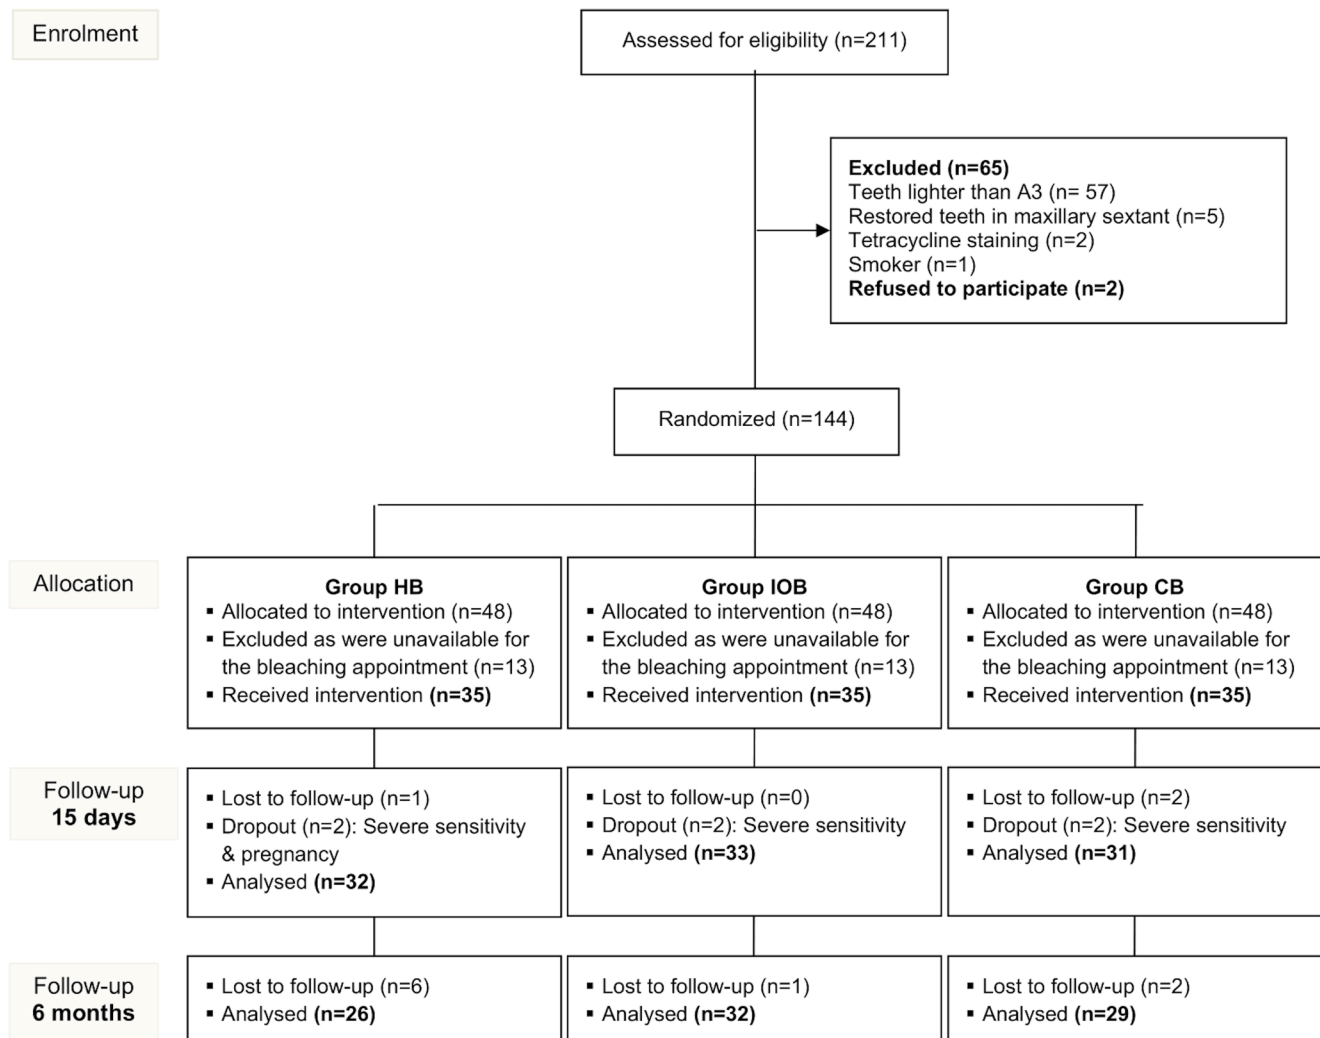 Enrolment
Assessed for eligibility (n=211)
Excluded (n=65)
Teeth lighter than A3 (n= 57)
Restored teeth in maxillary sextant (n=5)
Tetracycline staining (n=2)
Smoker (n=1)
Refused to participate (n=2)
Randomized (n=144)
Allocation
Group HB
▪ Allocated to intervention (n=48)
▪ Excluded as were unavailable for
the bleaching appointment (n=13)
▪ Received intervention (n=35)
Group IOB
▪ Allocated to intervention (n=48)
▪ Excluded as were unavailable for
the bleaching appointment (n=13)
▪ Received intervention (n=35)
Group CB
▪ Allocated to intervention (n=48)
▪ Excluded as were unavailable for
the bleaching appointment (n=13)
▪ Received intervention (n=35)
Follow-up
15 days
▪ Lost to follow-up (n=1)
▪ Dropout (n=2): Severe sensitivity
& pregnancy
▪ Analysed (n=32)
▪ Lost to follow-up (n=0)
▪ Dropout (n=2): Severe sensitivity
▪ Analysed (n=33)
▪ Lost to follow-up (n=2)
▪ Dropout (n=2): Severe sensitivity
▪ Analysed (n=31)
Follow-up
6 months
▪ Lost to follow-up (n=6)
▪ Analysed (n=26)
▪ Lost to follow-up (n=1)
▪ Analysed (n=32)
▪ Lost to follow-up (n=2)
▪ Analysed (n=29)